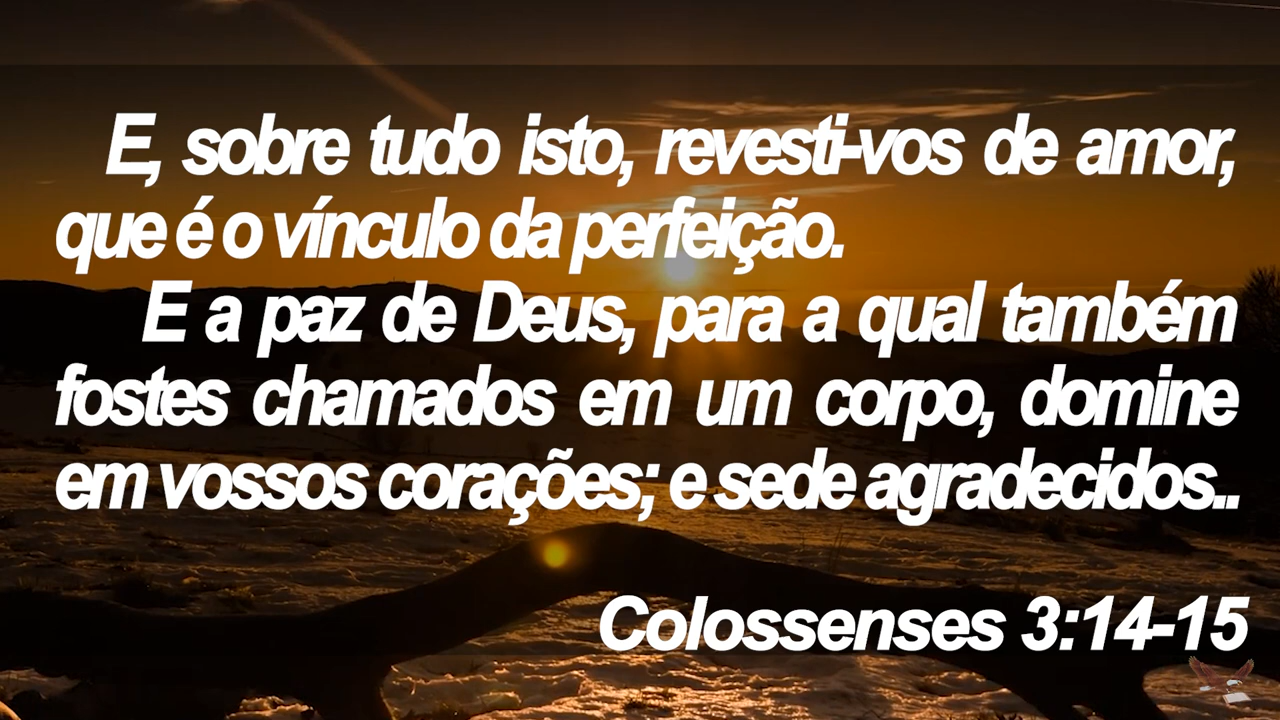 E, sobre tudo isto, revesti-vos de amor,
que é o vínculo da perfeição.
E a paz de Deus, para a qual também
fostes chamados em um corpo, domine
em vossos corações; e sede agradecidos..
Colossenses 3:14-15